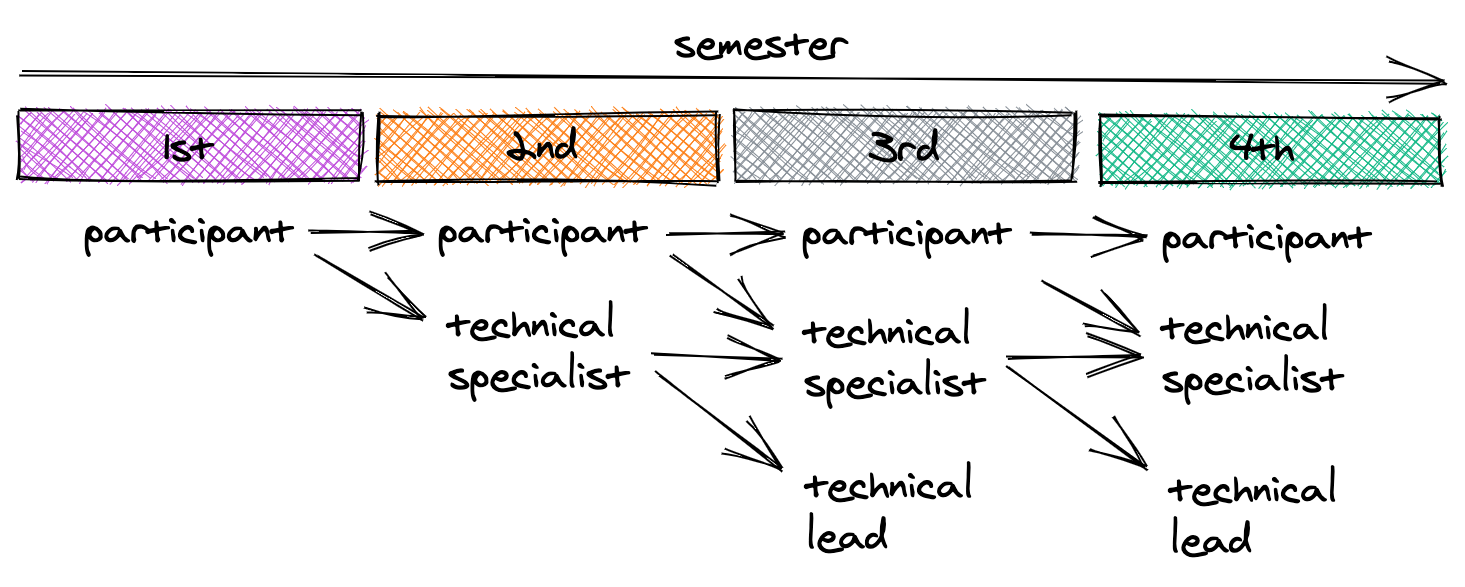 semester
1st
2nd
3rd
4th
participant
participant
participant
participant
technical
specialist
technical
specialist
technical
specialist
technical
lead
technical
lead